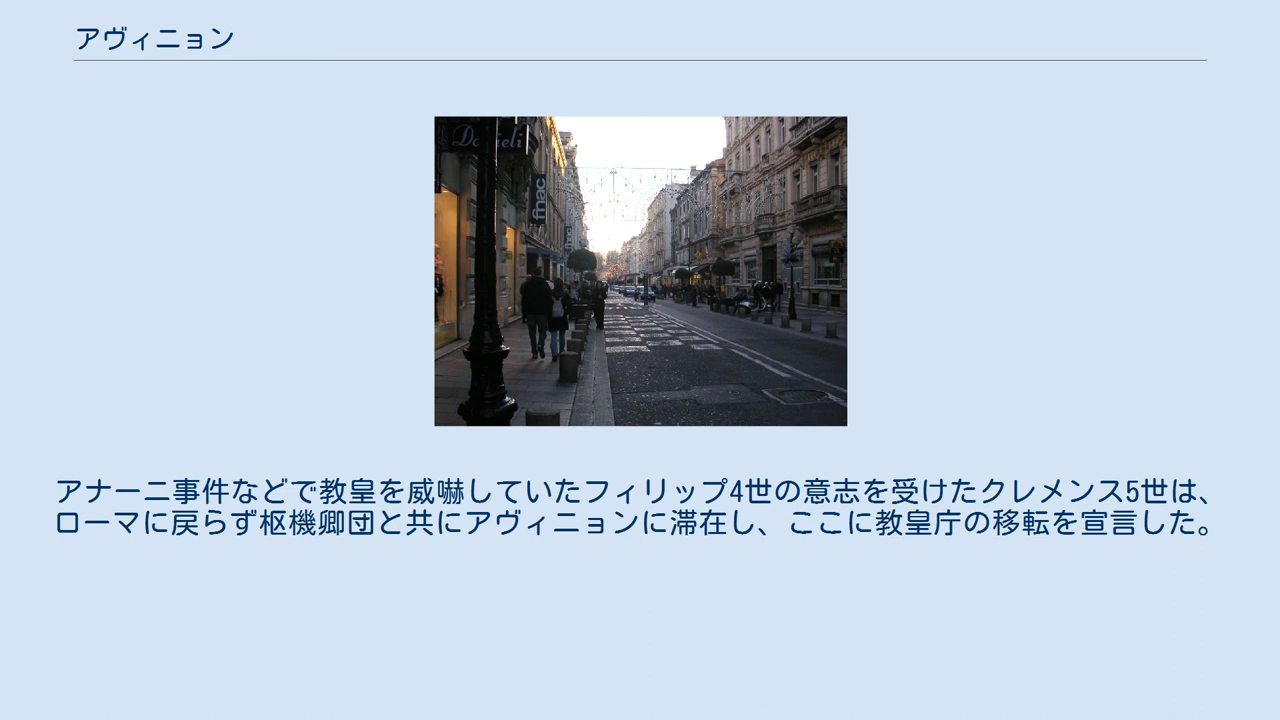 アヴィニョン
fnac
アナーニ事件などで教皇を威嚇していたフィリップ4世の意志を受けたクレメンス5世は、
ローマに戻らず枢機卿団と共にアヴィニョンに滞在し、ここに教皇庁の移転を宣言した。